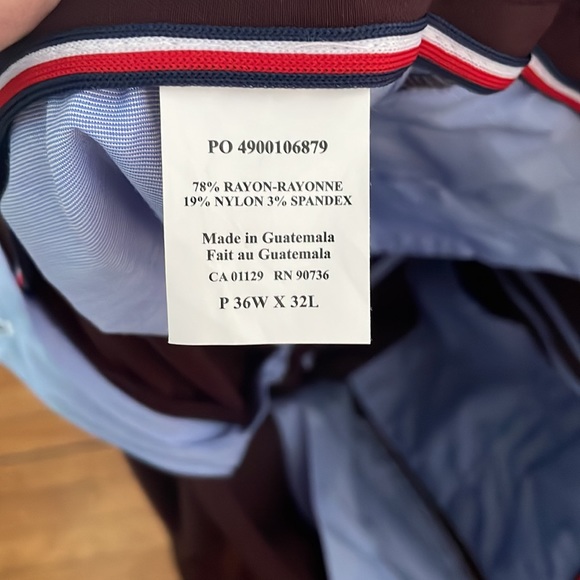 PO 4900106879
78% RAYON-RAYONNE
19% NYLON 3% SPANDEX
Made in Guatemala
Fait au Guatemala
CA 01129 RN 90736
P 36W X 32L